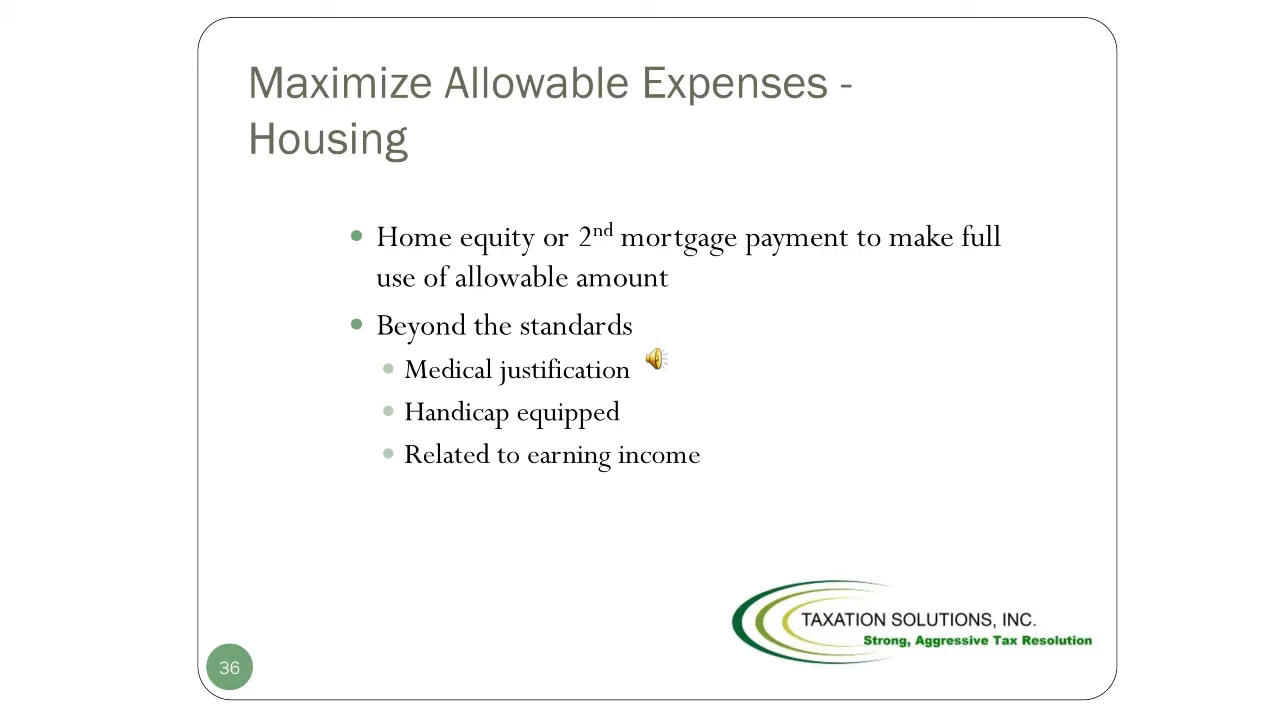 Maximize Allowable Expenses -
Housing
• Home equity or 2nd mortgage payment to make full
use of allowable amount
• Beyond the standards
• Medical justification
• Handicap equipped
• Related to earning income
TAXATION SOLUTIONS, INC.
Strong, Aggressive Tax Resolution
36